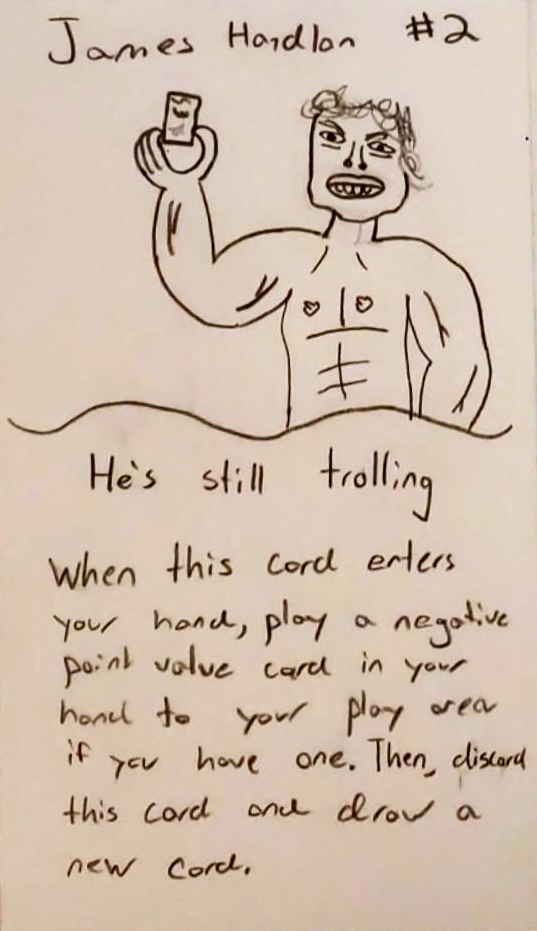 James Hardlon #2
He's still trolling
When this card enters
your hand, play a negative
point value card in your
hand to your play area
if you have one. Then, discard
this card and draw a
new card.